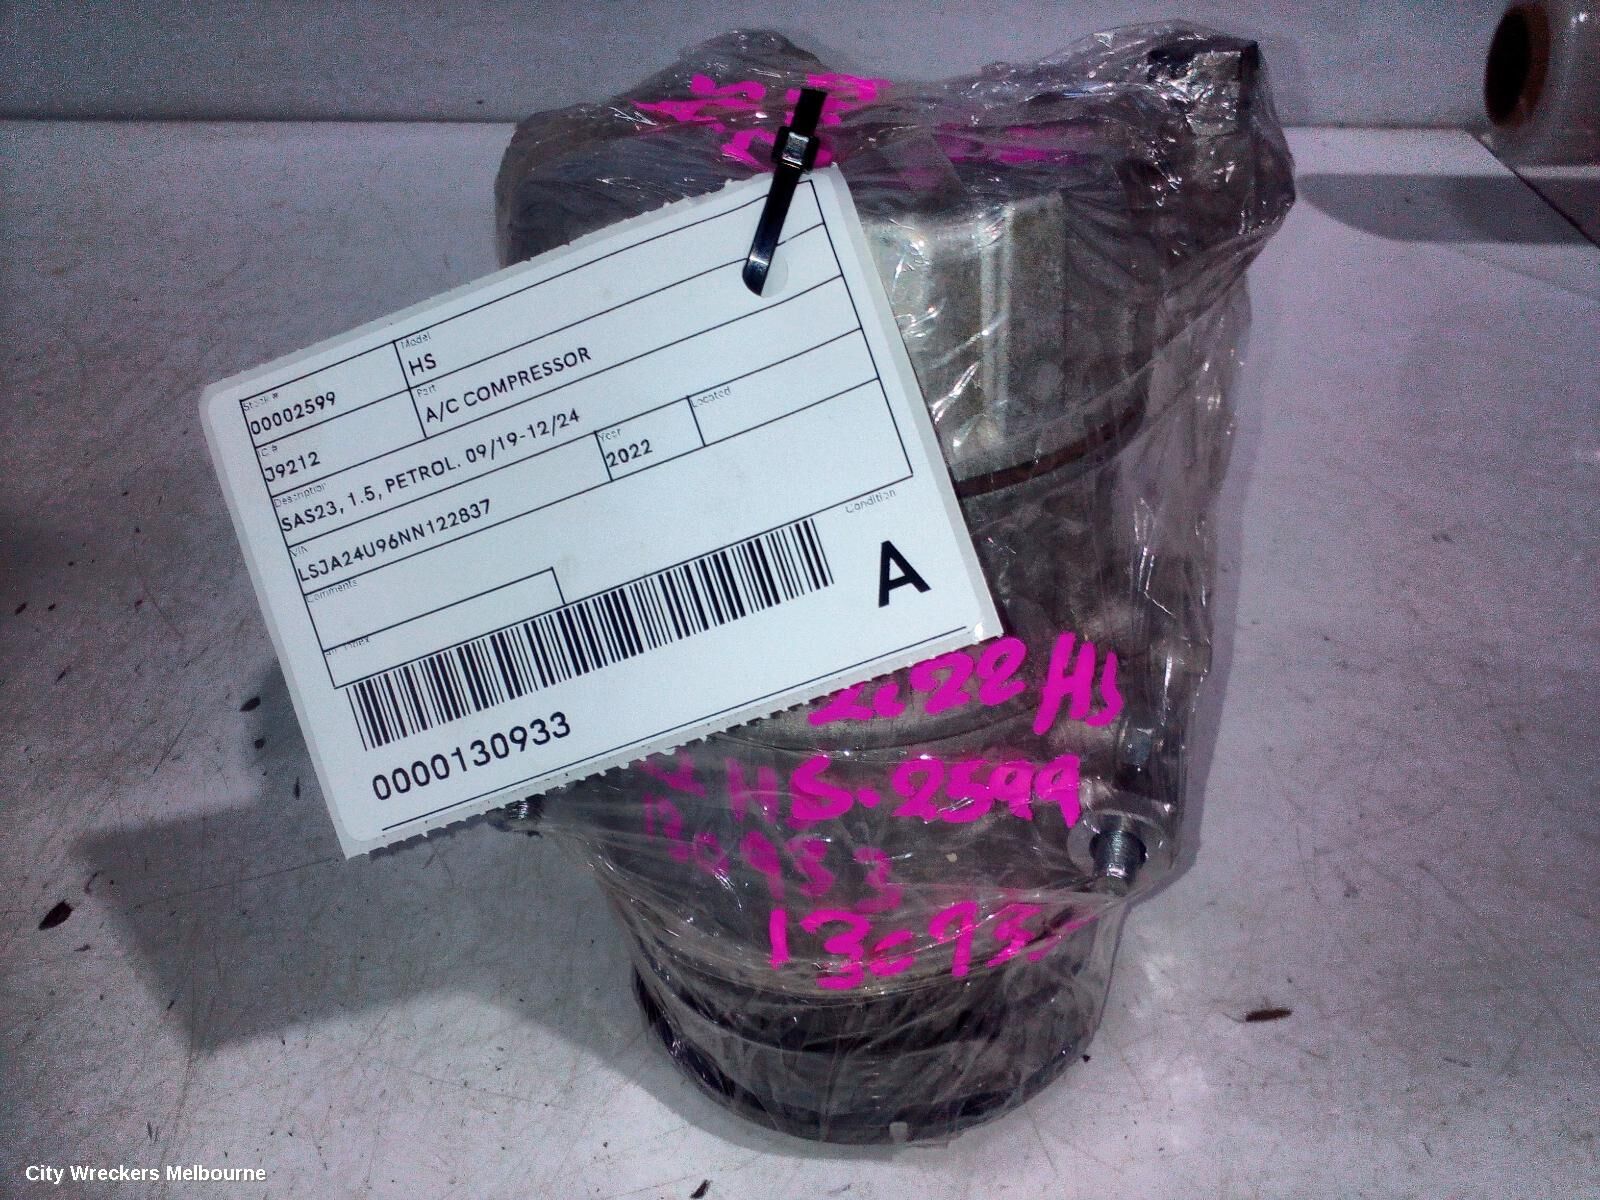 Stock #
00002599
Model
HS
IC #
J9212
Part
A/C COMPRESSOR
Description
SAS23, 1.5, PETROL. 09/19-12/24
VIN
LSJA24U96NN122837
Year
2022
Located
Comments
Condition
A
0000130933
2022 HS
HS-2599
130933
City Wreckers Melbourne